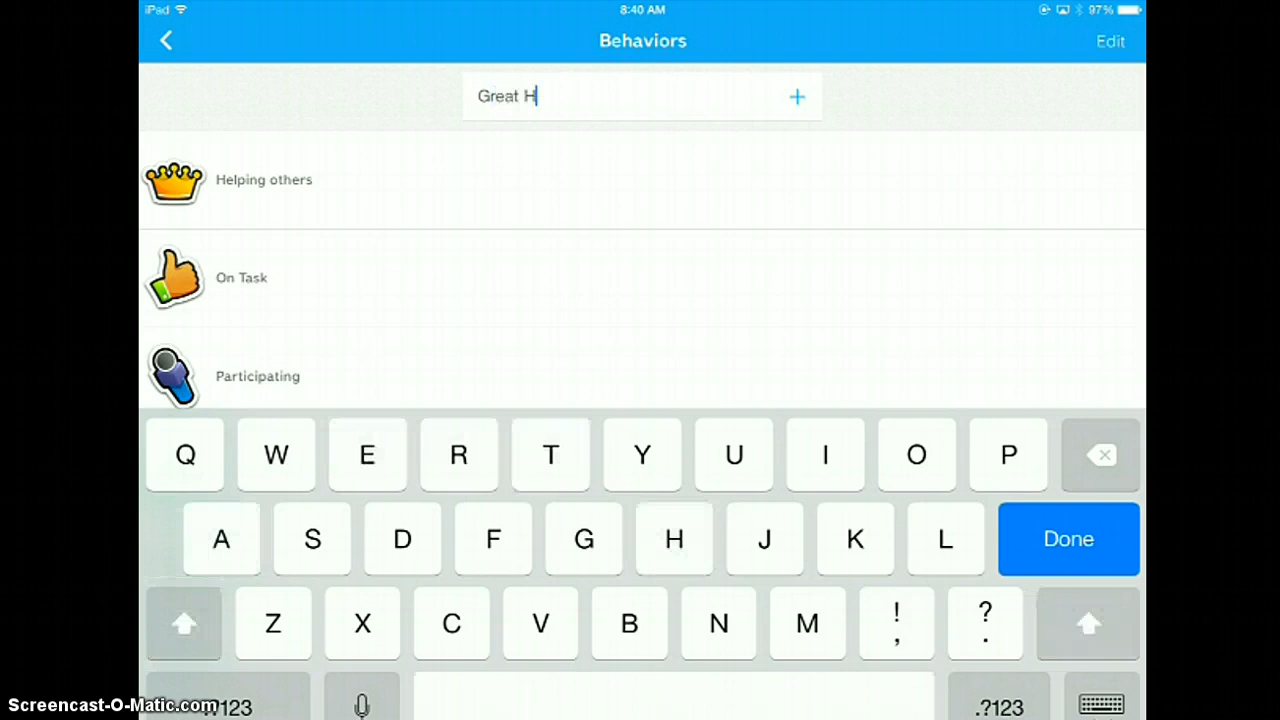 iPad 8:40 AM 97%
Behaviors Edit
Great H +
Helping others
On Task
Participating
Q W E R T Y U I O P
A S D F G H J K L Done
Z X C V B N M ! , ? .
.?123 .?123
Screencast-O-Matic.com